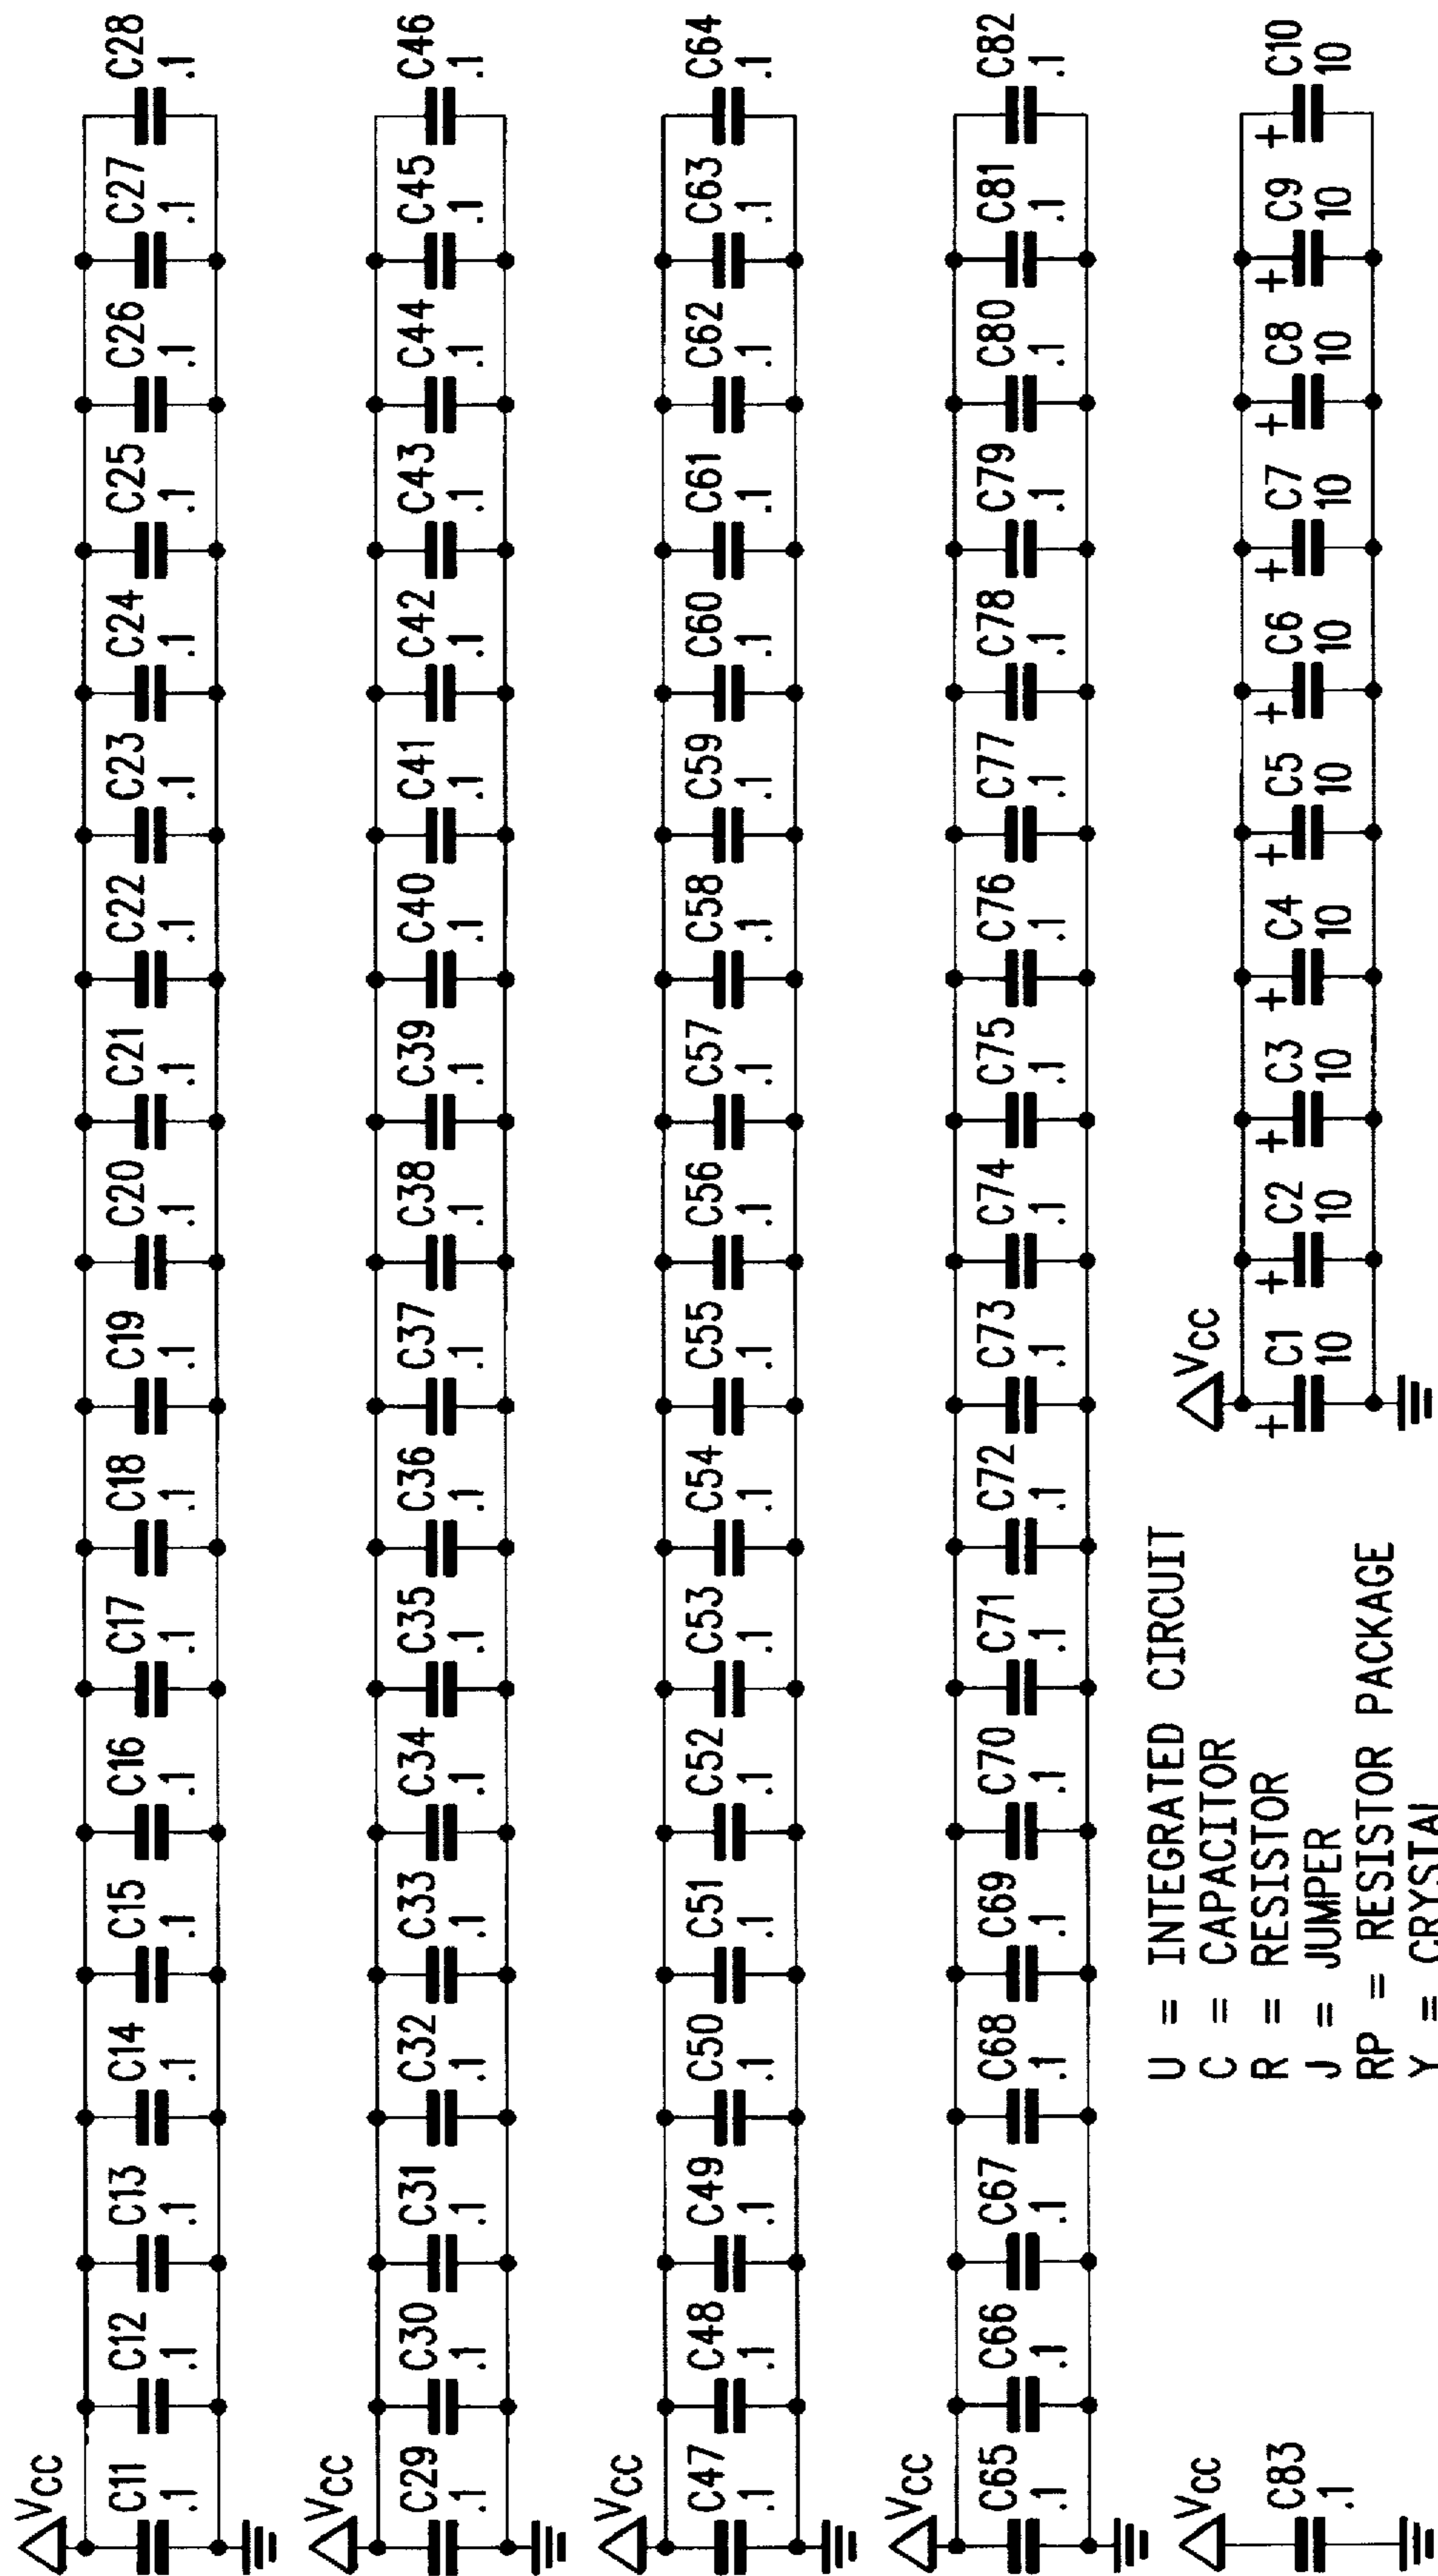 VCC
C11 C12 C13 C14 C15 C16 C17 C18 C19 C20 C21 C22 C23 C24 C25 C26 C27 C28
.1 .1 .1 .1 .1 .1 .1 .1 .1 .1 .1 .1 .1 .1 .1 .1 .1 .1
VCC
C29 C30 C31 C32 C33 C34 C35 C36 C37 C38 C39 C40 C41 C42 C43 C44 C45 C46
.1 .1 .1 .1 .1 .1 .1 .1 .1 .1 .1 .1 .1 .1 .1 .1 .1 .1
VCC
C47 C48 C49 C50 C51 C52 C53 C54 C55 C56 C57 C58 C59 C60 C61 C62 C63 C64
.1 .1 .1 .1 .1 .1 .1 .1 .1 .1 .1 .1 .1 .1 .1 .1 .1 .1
VCC
C65 C66 C67 C68 C69 C70 C71 C72 C73 C74 C75 C76 C77 C78 C79 C80 C81 C82
.1 .1 .1 .1 .1 .1 .1 .1 .1 .1 .1 .1 .1 .1 .1 .1 .1 .1
VCC
C83
.1
U = INTEGRATED CIRCUIT
C = CAPACITOR
R = RESISTOR
J = JUMPER
RP = RESISTOR PACKAGE
Y = CRYSTAL
VCC
+ + + + + + + + + +
C1 C2 C3 C4 C5 C6 C7 C8 C9 C10
10 10 10 10 10 10 10 10 10 10